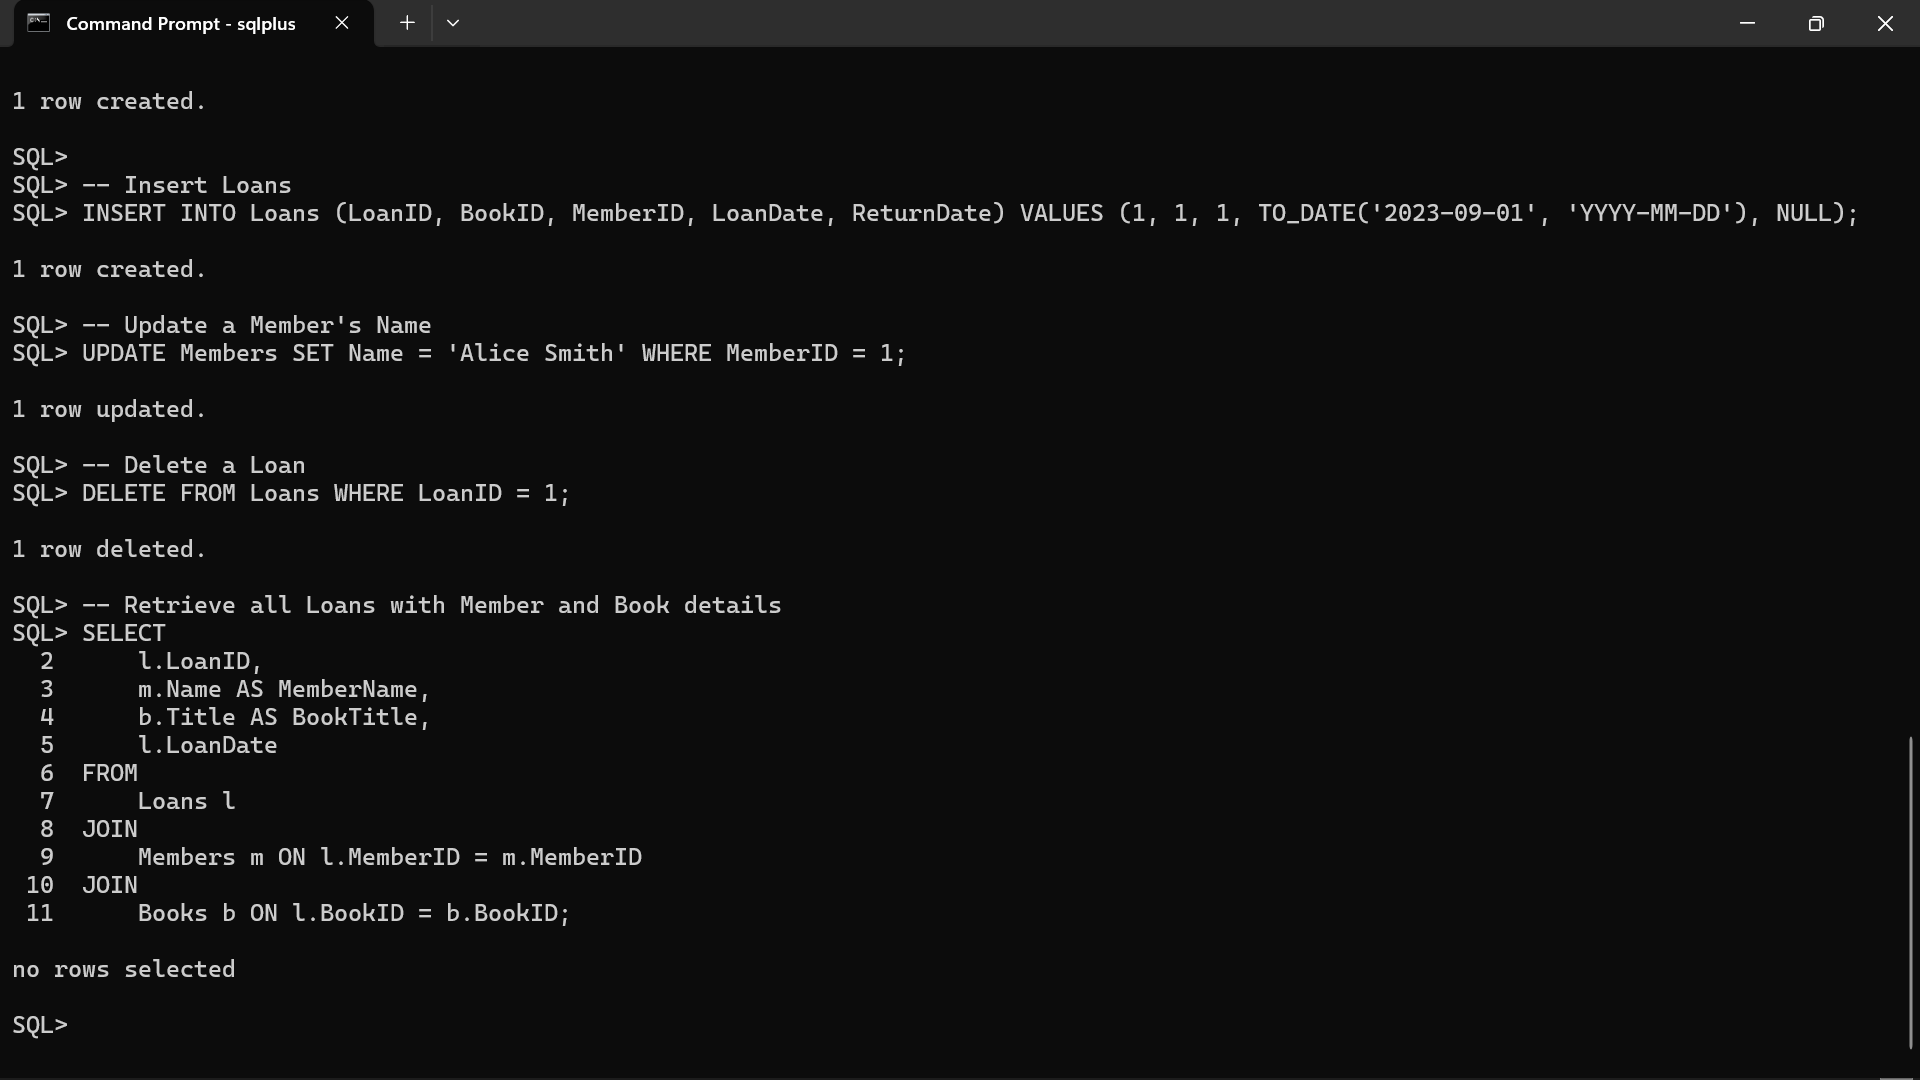 Command Prompt - sqlplus
1 row created.
SQL>
SQL> -- Insert Loans
SQL> INSERT INTO Loans (LoanID, BookID, MemberID, LoanDate, ReturnDate) VALUES (1, 1, 1, TO_DATE('2023-09-01', 'YYYY-MM-DD'), NULL);
1 row created.
SQL> -- Update a Member's Name
SQL> UPDATE Members SET Name = 'Alice Smith' WHERE MemberID = 1;
1 row updated.
SQL> -- Delete a Loan
SQL> DELETE FROM Loans WHERE LoanID = 1;
1 row deleted.
SQL> -- Retrieve all Loans with Member and Book details
SQL> SELECT
  2      l.LoanID,
  3      m.Name AS MemberName,
  4      b.Title AS BookTitle,
  5      l.LoanDate
  6  FROM
  7      Loans l
  8  JOIN
  9      Members m ON l.MemberID = m.MemberID
 10  JOIN
 11      Books b ON l.BookID = b.BookID;
no rows selected
SQL>